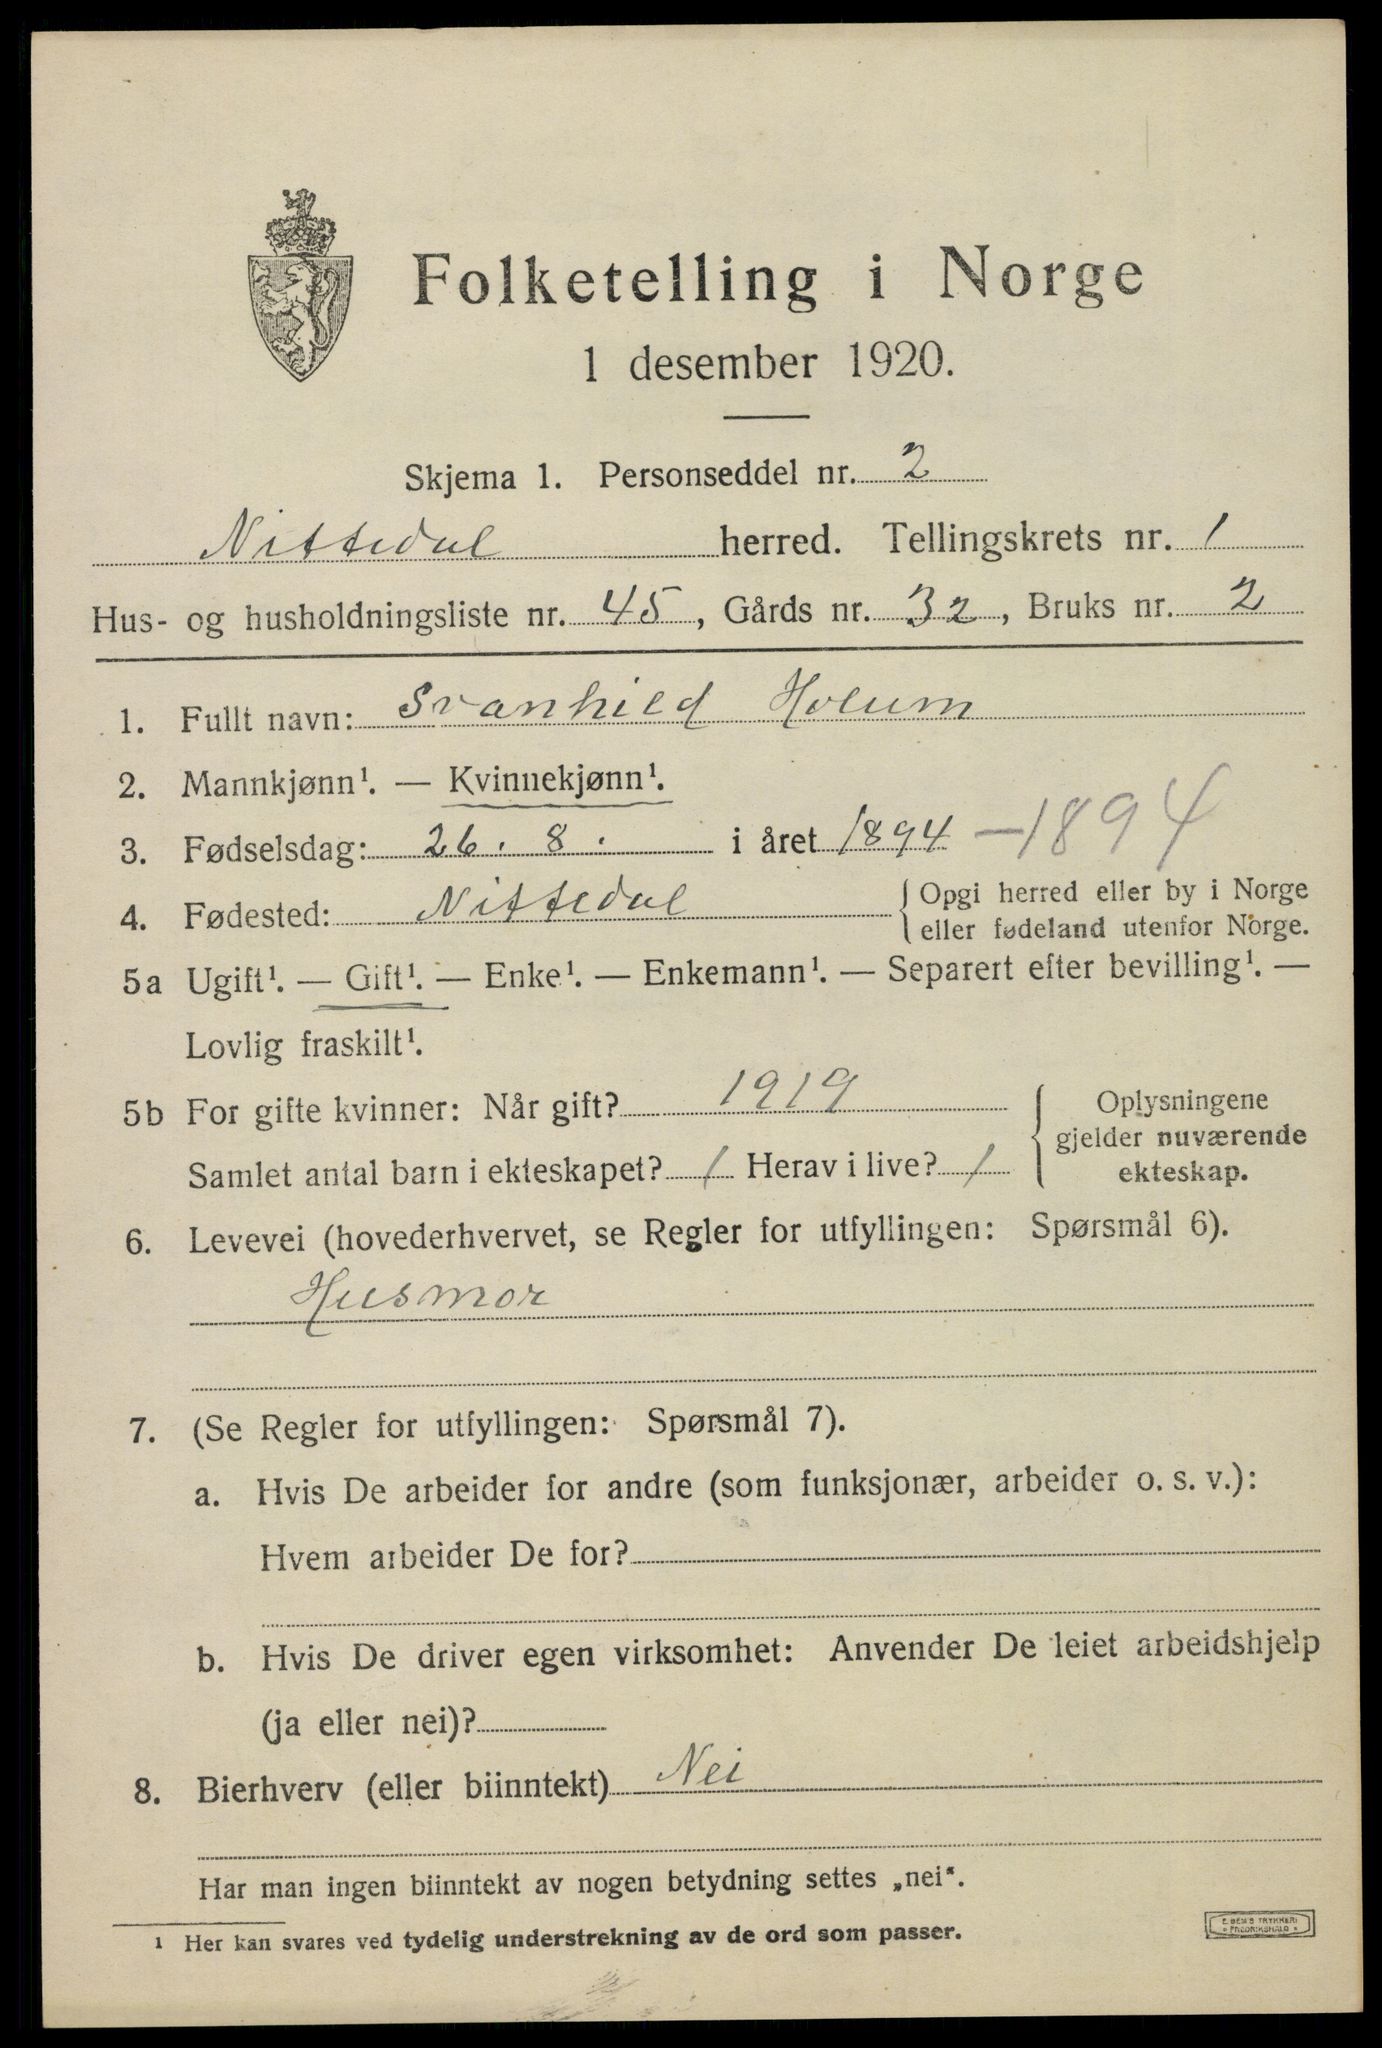 Folketelling i Norge
1 desember 1920.
Skjema 1. Personseddel nr. 2
Nittedal herred. Tellingskrets nr. 1
Hus- og husholdningsliste nr. 45, Gårds nr. 32, Bruks nr. 2
1. Fullt navn: Svanhild Holum
2. Mannkjønn¹. — Kvinnekjønn¹.
3. Fødselsdag: 26. 8. i året 1894 — 1894
4. Fødested: Nittedal { Opgi herred eller by i Norge
eller fødeland utenfor Norge.
5a Ugift¹. — Gift¹. — Enke¹. — Enkemann¹. — Separert efter bevilling¹. —
Lovlig fraskilt¹.
5b For gifte kvinner: Når gift? 1919
Samlet antal barn i ekteskapet? 1 Herav i live? 1
{ Oplysningene
gjelder nuværende
ekteskap.
6. Levevei (hovederhvervet, se Regler for utfyllingen: Spørsmål 6).
Husmor
7. (Se Regler for utfyllingen: Spørsmål 7).
a. Hvis De arbeider for andre (som funksjonær, arbeider o. s. v.):
Hvem arbeider De for?
b. Hvis De driver egen virksomhet: Anvender De leiet arbeidshjelp
(ja eller nei)?
8. Bierhverv (eller biinntekt) Nei
Har man ingen biinntekt av nogen betydning settes „nei“.
¹ Her kan svares ved tydelig understrekning av de ord som passer.
TRYKKERI
FREDRIKSHALD